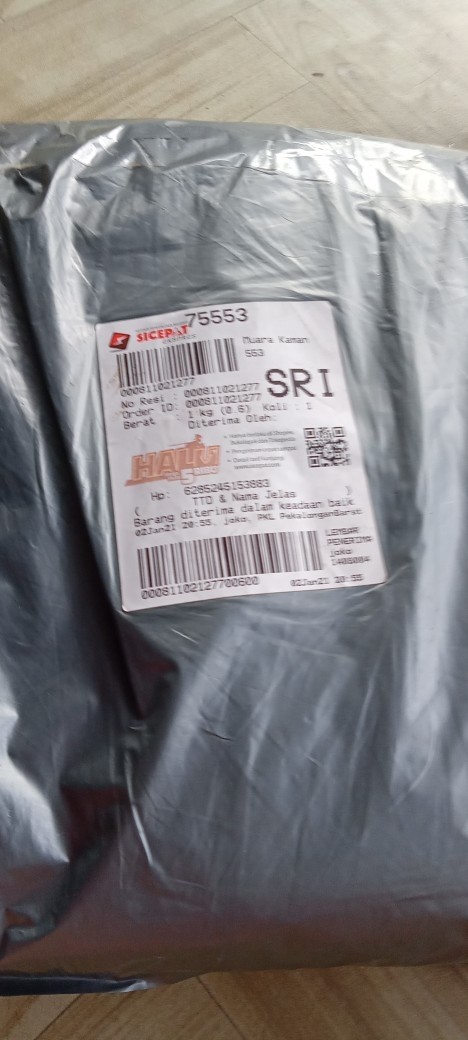 75553
SICEPAT
EKSPRES
Muara Kaman
553
000811021277
No Resi : 000811021277
Order ID: 000811021277
SRI
Berat : 1 kg (0.6) Koli : 1
Diterima Oleh:
HALU
Hp: 6285245153883
TTD & Nama Jelas
( )
Barang diterima dalam keadaan baik
02Jan21 20:55, joko, PKL PekalonganBarat
LEMBAR
PENERIMA
joko
00081102127700600
02Jan21 20:55